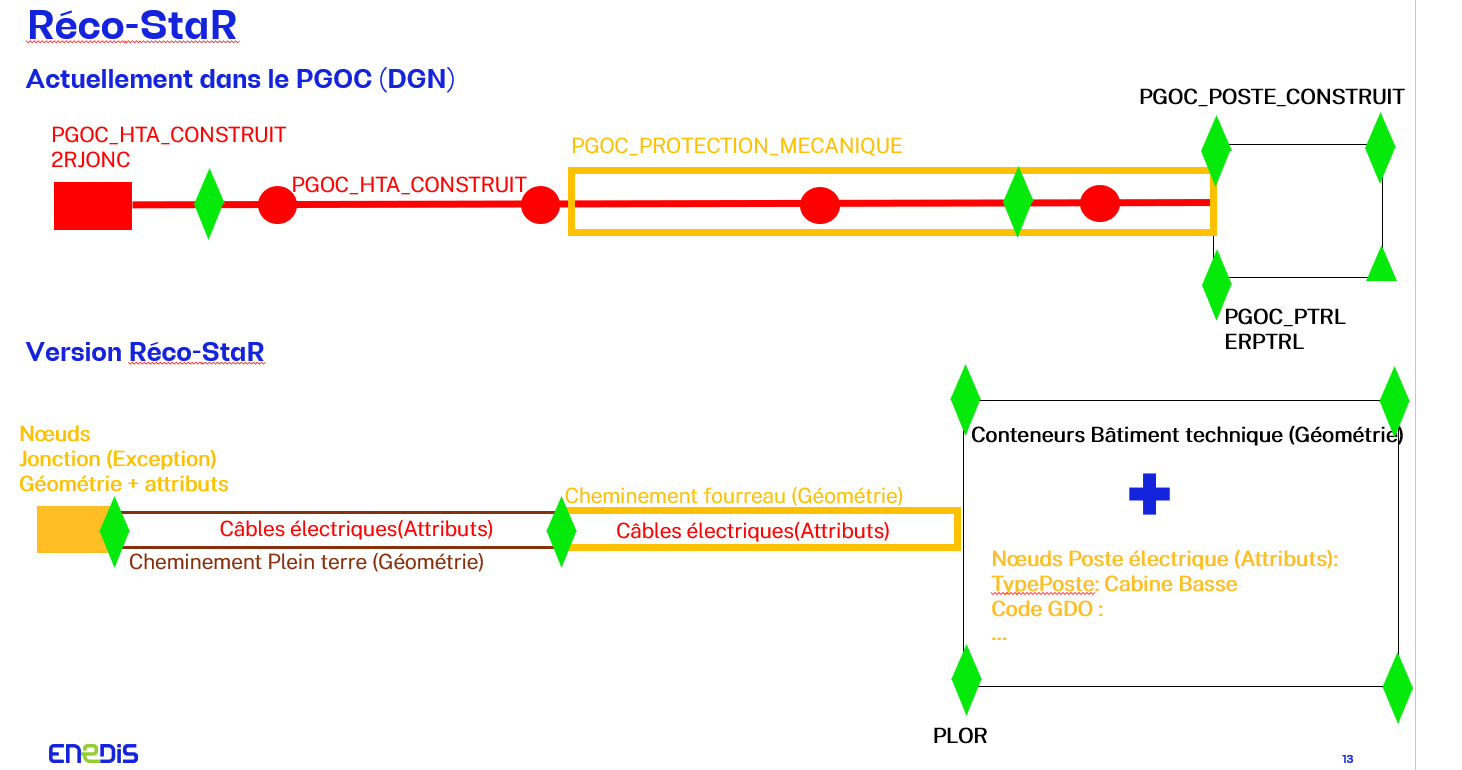 Réco-StaR
Actuellement dans le PGOC (DGN)
PGOC_POSTE_CONSTRUIT
PGOC_HTA_CONSTRUIT
2RJONC
PGOC_PROTECTION_MECANIQUE
PGOC_HTA_CONSTRUIT
PGOC_PTRL
ERPTRL
Version Réco-StaR
Nœuds
Jonction (Exception)
Géométrie + attributs
Conteneurs Bâtiment technique (Géométrie)
Cheminement fourreau (Géométrie)
Câbles électriques(Attributs)
Câbles électriques(Attributs)
Cheminement Plein terre (Géométrie)
Nœuds Poste électrique (Attributs):
TypePoste: Cabine Basse
Code GDO :
...
PLOR
ENEDIS
13